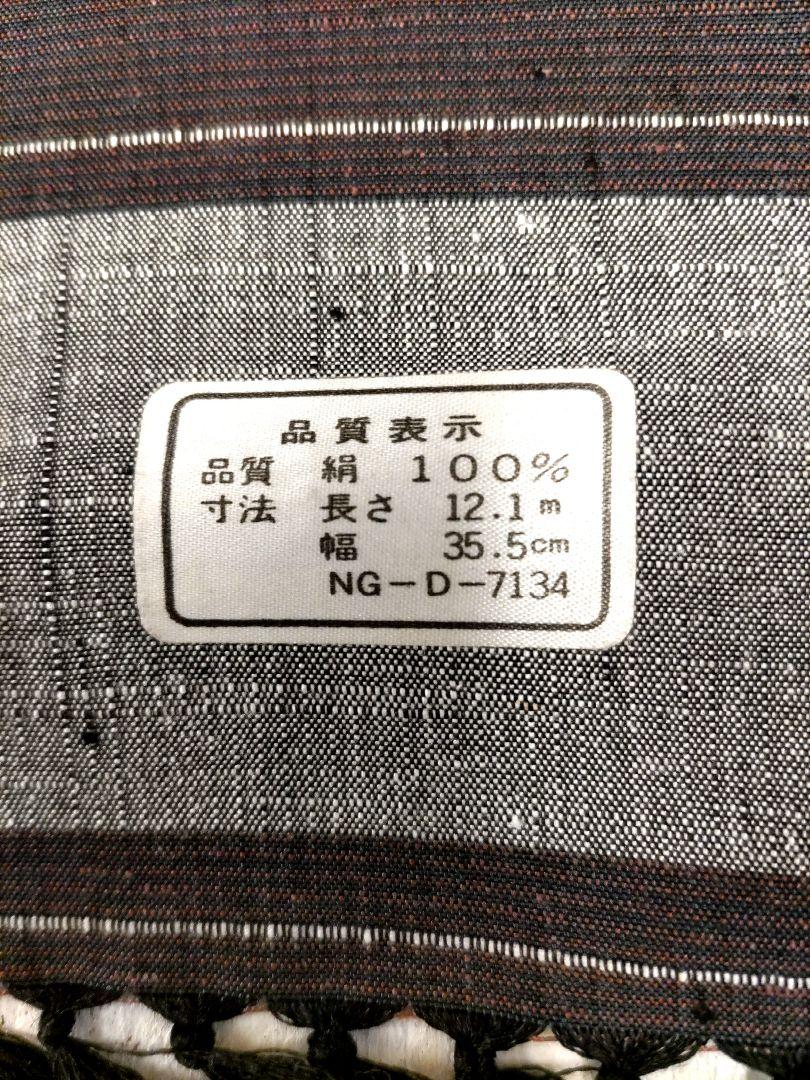 品質表示
品質 絹 100%
寸法 長さ 12.1m
幅 35.5cm
NG-D-7134